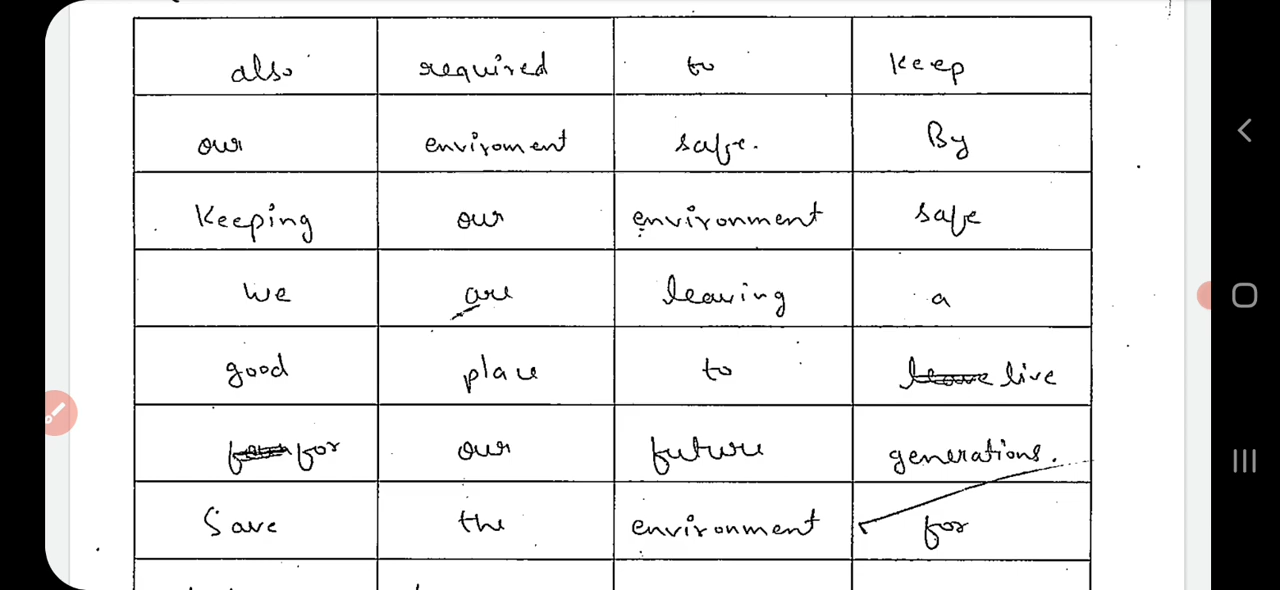 also required to keep
our enviroment safe. By
Keeping our environment safe
We are leaving a
good place to live
for our future generations.
Save the environment for